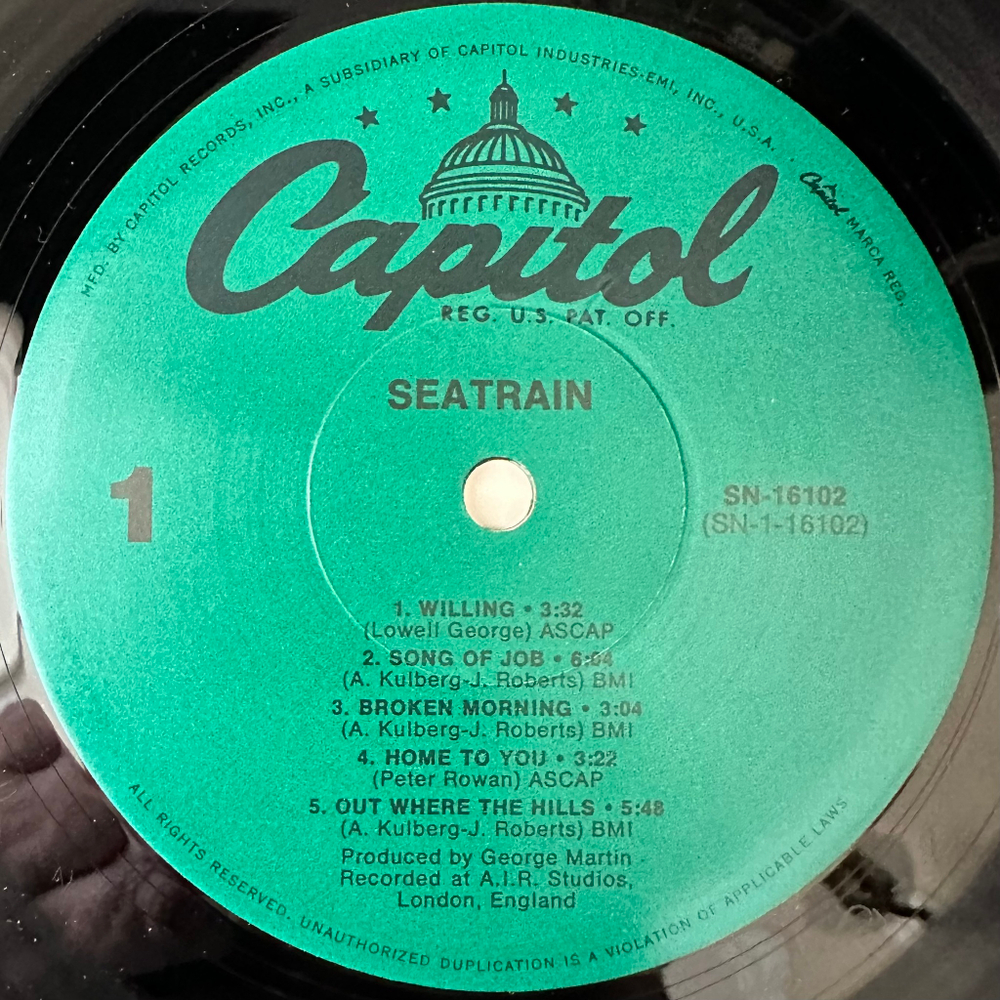 MFD. BY CAPITOL RECORDS, INC., A SUBSIDIARY OF CAPITOL INDUSTRIES-EMI, INC., U.S.A.
Capitol MARCA REG.
Capitol
REG. U.S. PAT. OFF.
SEATRAIN
1
SN-16102
(SN-1-16102)
1. WILLING • 3:32
(Lowell George) ASCAP
2. SONG OF JOB • 6:04
(A. Kulberg-J. Roberts) BMI
3. BROKEN MORNING • 3:04
(A. Kulberg-J. Roberts) BMI
4. HOME TO YOU • 3:22
(Peter Rowan) ASCAP
5. OUT WHERE THE HILLS • 5:48
(A. Kulberg-J. Roberts) BMI
Produced by George Martin
Recorded at A.I.R. Studios,
London, England
ALL RIGHTS RESERVED. UNAUTHORIZED DUPLICATION IS A VIOLATION OF APPLICABLE LAWS